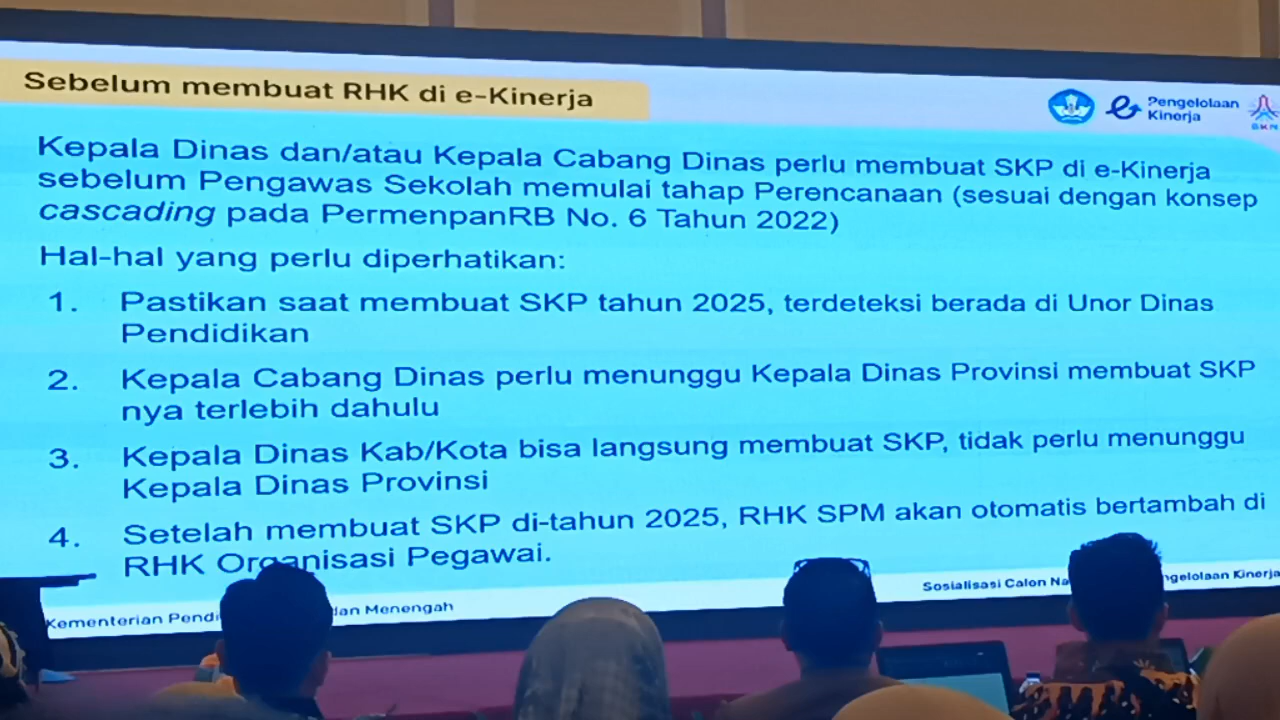 Sebelum membuat RHK di e-Kinerja
Pengelolaan
Kinerja
BKN
Kepala Dinas dan/atau Kepala Cabang Dinas perlu membuat SKP di e-Kinerja
sebelum Pengawas Sekolah memulai tahap Perencanaan (sesuai dengan konsep
cascading pada PermenpanRB No. 6 Tahun 2022)
Hal-hal yang perlu diperhatikan:
1. Pastikan saat membuat SKP tahun 2025, terdeteksi berada di Unor Dinas
Pendidikan
2. Kepala Cabang Dinas perlu menunggu Kepala Dinas Provinsi membuat SKP
nya terlebih dahulu
3. Kepala Dinas Kab/Kota bisa langsung membuat SKP, tidak perlu menunggu
Kepala Dinas Provinsi
4. Setelah membuat SKP di-tahun 2025, RHK SPM akan otomatis bertambah di
RHK Organisasi Pegawai.
Kementerian dan Menengah
Sosialisasi Calon Kinerja